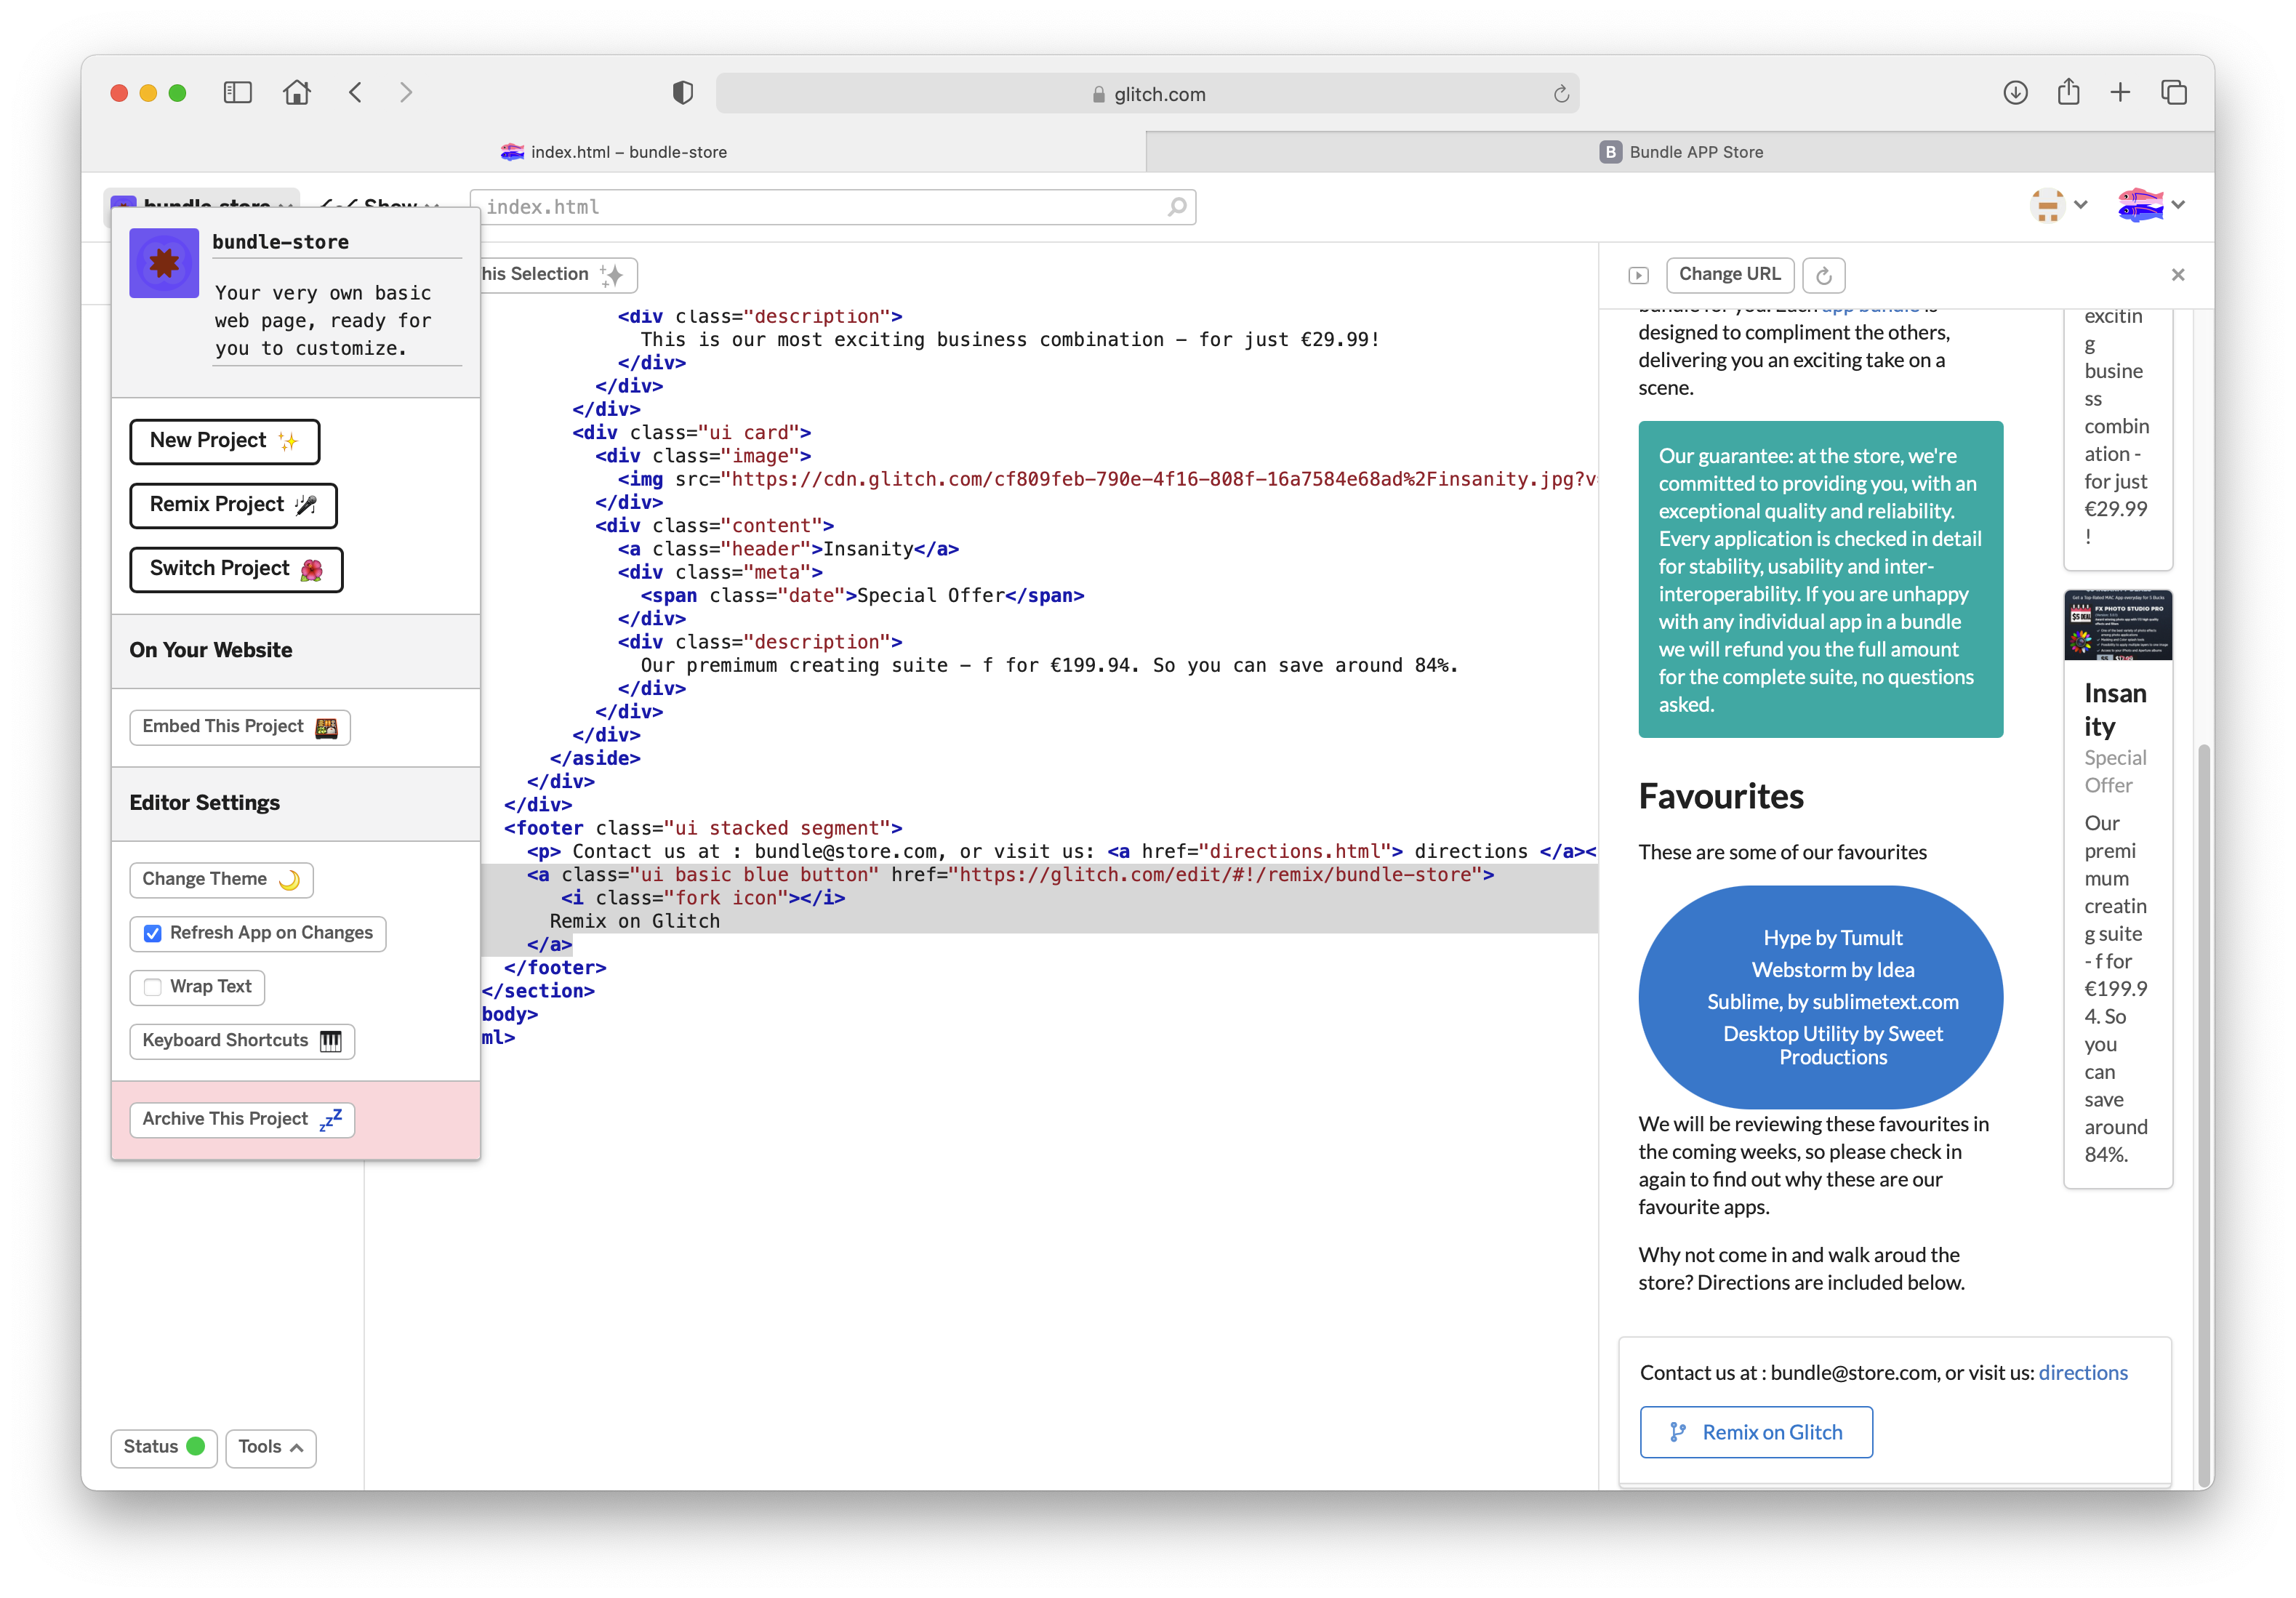 glitch.com
index.html – bundle-store
B Bundle APP Store
bundle-store
Show
index.html
bundle-store
Your very own basic
web page, ready for
you to customize.
New Project
Remix Project
Switch Project
On Your Website
Embed This Project
Editor Settings
Change Theme
Refresh App on Changes
Wrap Text
Keyboard Shortcuts
Archive This Project
Status
Tools
his Selection
<div class="description">
This is our most exciting business combination – for just €29.99!
</div>
</div>
</div>
<div class="ui card">
<div class="image">
<img src="https://cdn.glitch.com/cf809feb-790e-4f16-808f-16a7584e68ad%2Finsanity.jpg?v=
</div>
<div class="content">
<a class="header">Insanity</a>
<div class="meta">
<span class="date">Special Offer</span>
</div>
<div class="description">
Our premimum creating suite – f for €199.94. So you can save around 84%.
</div>
</div>
</div>
</aside>
</div>
</div>
<footer class="ui stacked segment">
<p> Contact us at : bundle@store.com, or visit us: <a href="directions.html"> directions </a><
<a class="ui basic blue button" href="https://glitch.com/edit/#!/remix/bundle-store">
<i class="fork icon"></i>
Remix on Glitch
</a>
</footer>
</section>
body>
ml>
Change URL
bundle for you. Each app bundle is
designed to compliment the others,
delivering you an exciting take on a
scene.
Our guarantee: at the store, we're
committed to providing you, with an
exceptional quality and reliability.
Every application is checked in detail
for stability, usability and inter-
interoperability. If you are unhappy
with any individual app in a bundle
we will refund you the full amount
for the complete suite, no questions
asked.
Favourites
These are some of our favourites
Hype by Tumult
Webstorm by Idea
Sublime, by sublimetext.com
Desktop Utility by Sweet
Productions
We will be reviewing these favourites in
the coming weeks, so please check in
again to find out why these are our
favourite apps.
Why not come in and walk aroud the
store? Directions are included below.
excitin
g
busine
ss
combin
ation -
for just
€29.99
!
FX PHOTO STUDIO PRO
Insan
ity
Special
Offer
Our
premi
mum
creatin
g suite
- f for
€199.9
4. So
you
can
save
around
84%.
Contact us at : bundle@store.com, or visit us: directions
Remix on Glitch